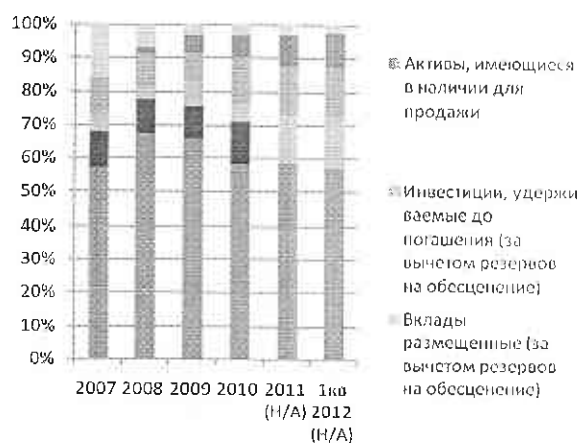 100%
90%
80%
70%
60%
50%
40%
30%
20%
10%
0%
2007 2008 2009 2010 2011 1кв
(Н/А) 2012
(Н/А)
Активы, имеющиеся
в наличии для
продажи
Инвестиции, удержи
ваемые до
погашения (за
вычетом резервов
на обесценение)
Вклады
размещенные (за
вычетом резервов
на обесценение)